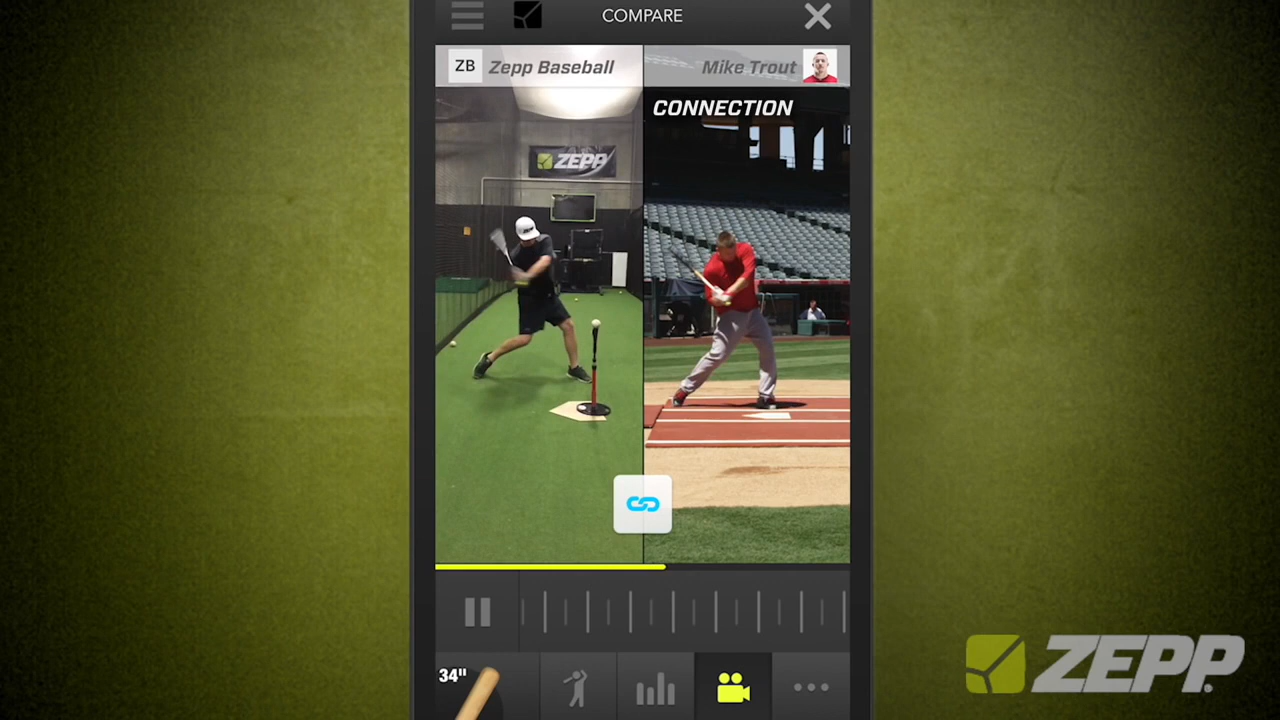 COMPARE
ZB Zepp Baseball
Mike Trout
CONNECTION
ZEPP
34"
ZEPP